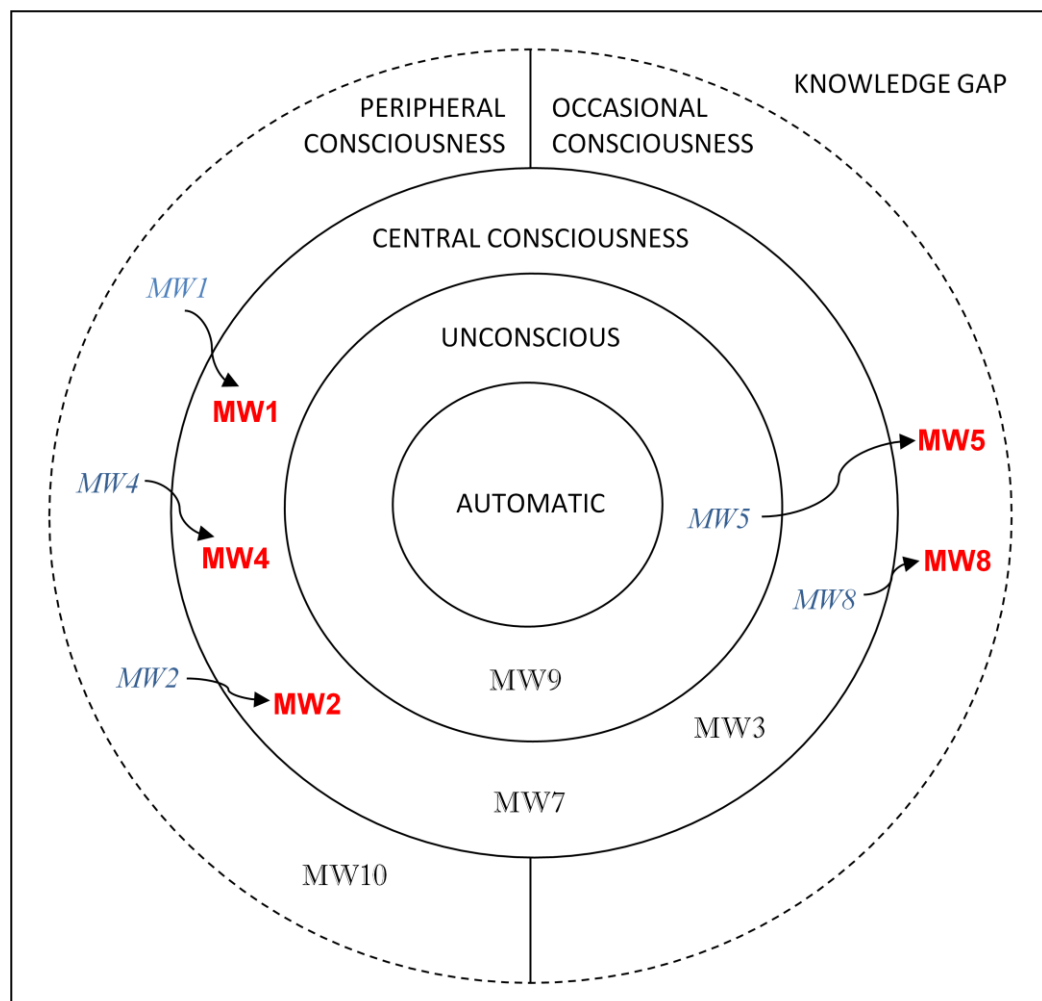 KNOWLEDGE GAP
PERIPHERAL
CONSCIOUSNESS
OCCASIONAL
CONSCIOUSNESS
CENTRAL CONSCIOUSNESS
MW1
UNCONSCIOUS
MW1
MW5
MW4
AUTOMATIC
MW5
MW4
MW8
MW8
MW2
MW9
MW2
MW3
MW7
MW10